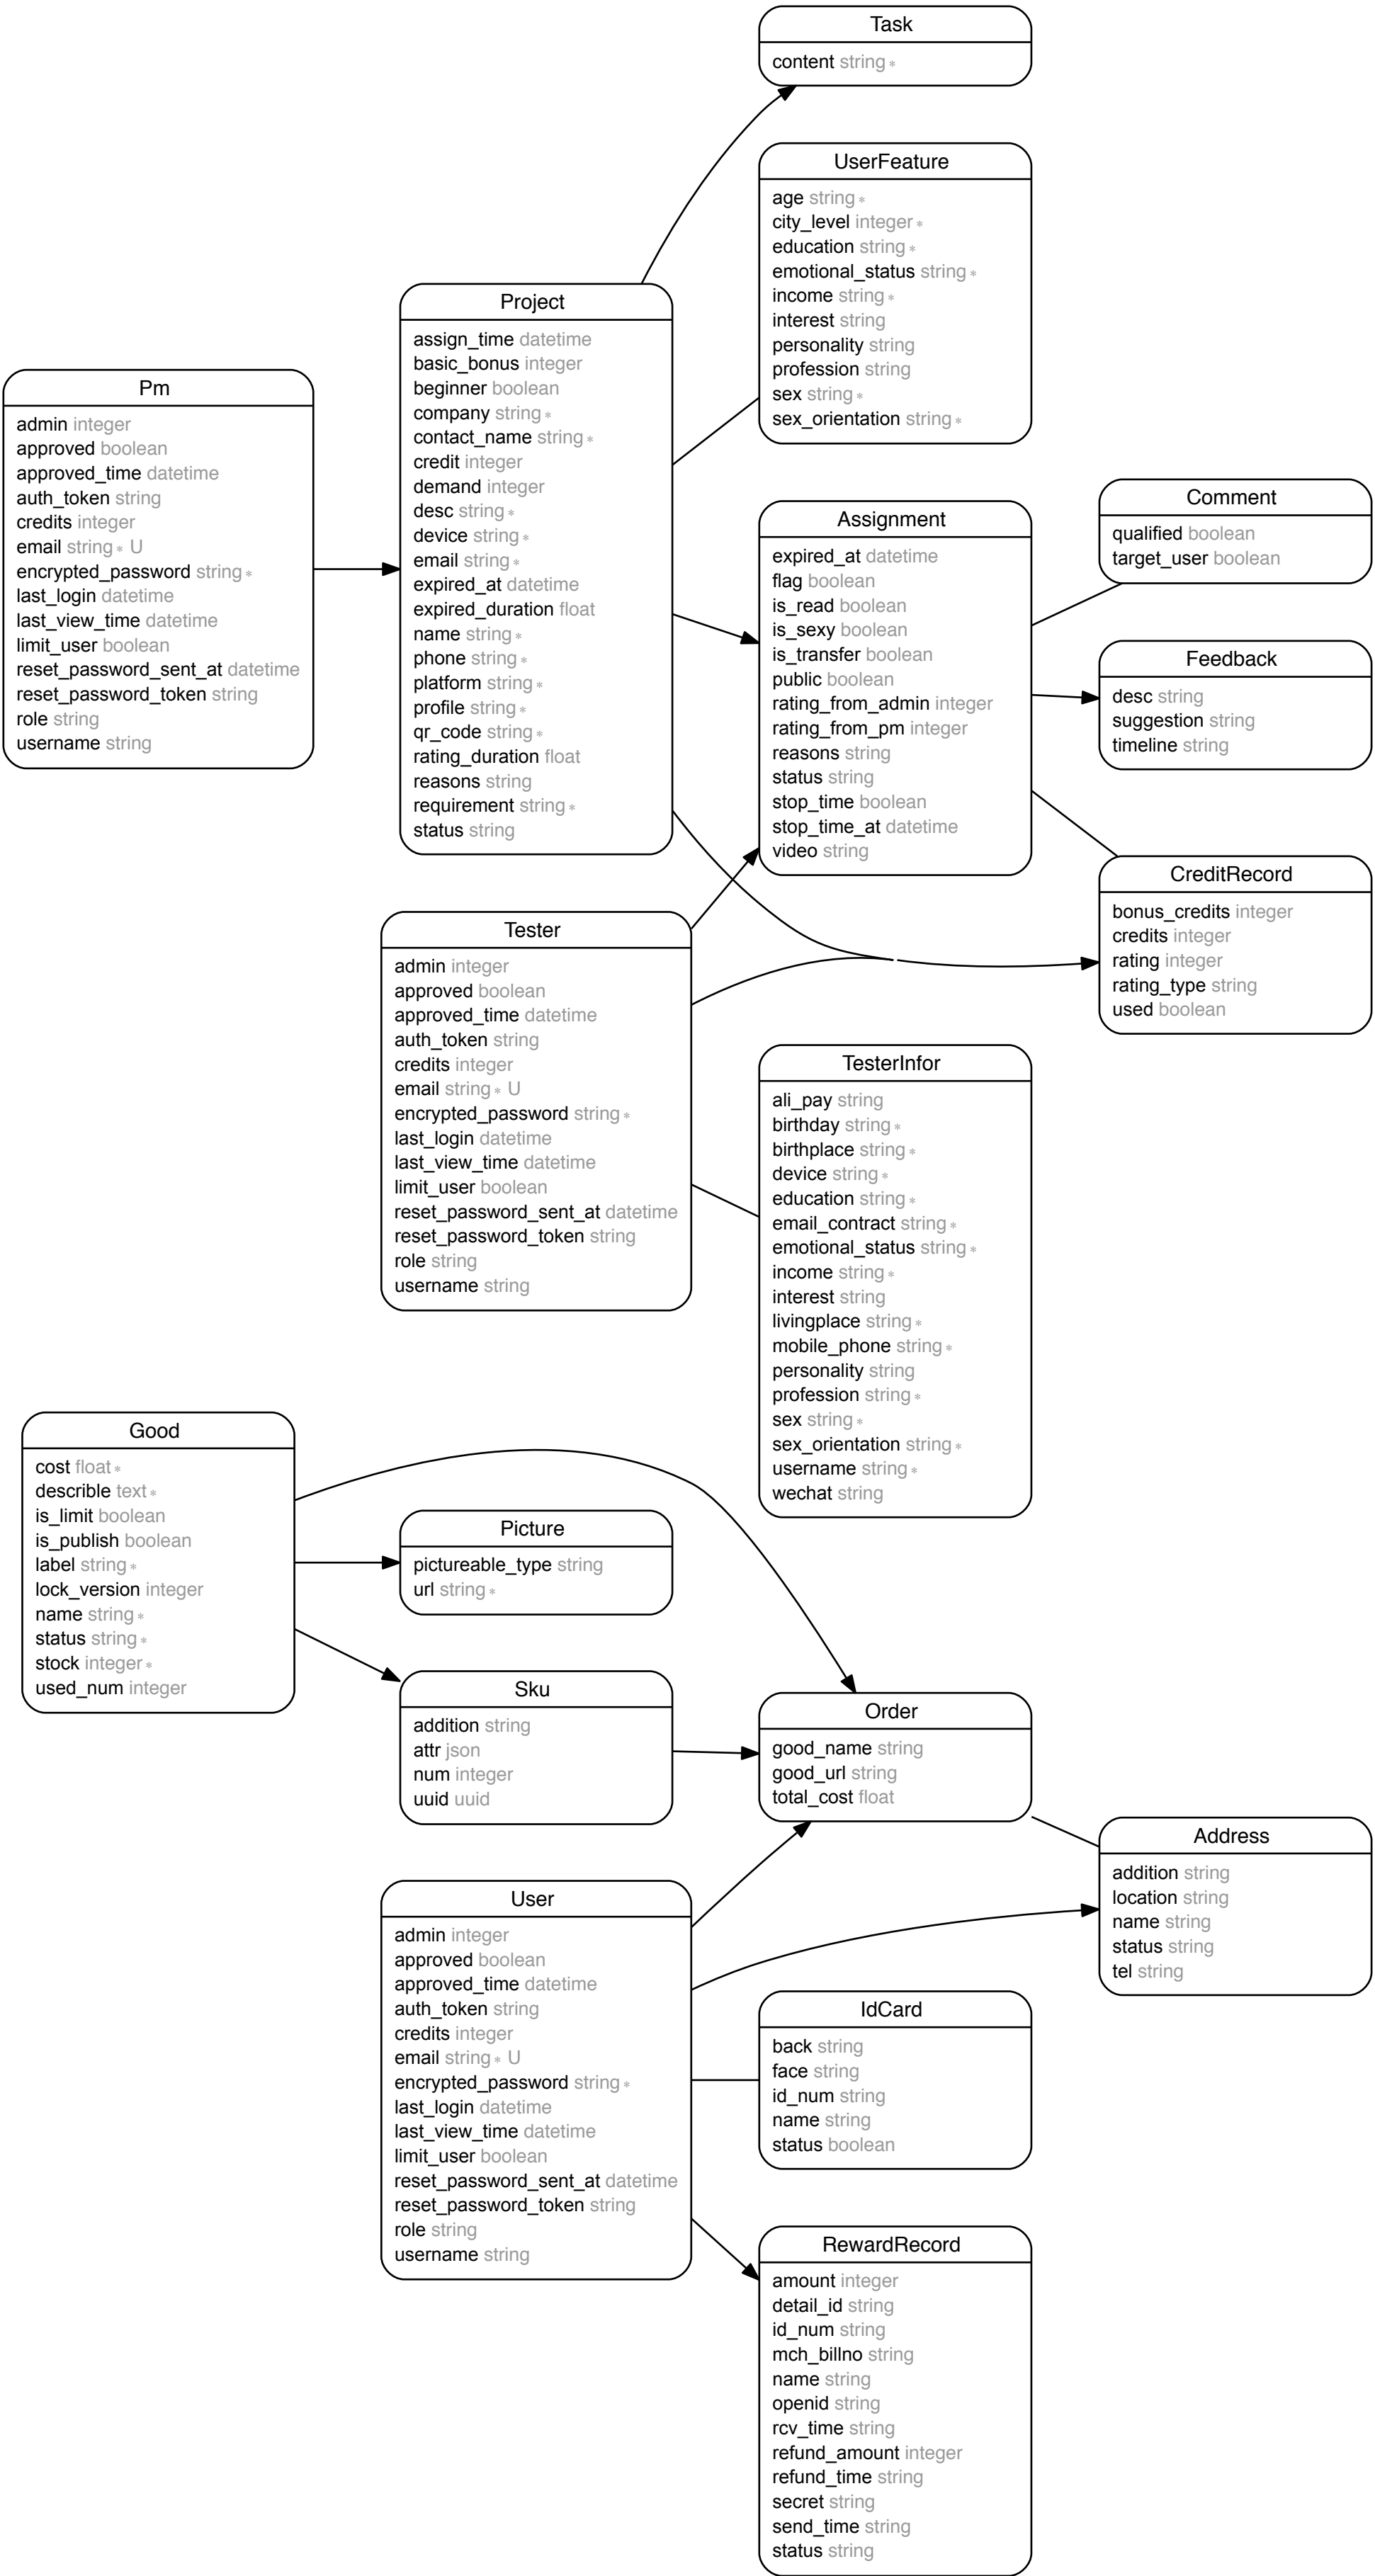 Task
content string *
UserFeature
age string *
city_level integer *
education string *
emotional_status string *
income string *
interest string
personality string
profession string
sex string *
sex_orientation string *
Project
assign_time datetime
basic_bonus integer
beginner boolean
company string *
contact_name string *
credit integer
demand integer
desc string *
device string *
email string *
expired_at datetime
expired_duration float
name string *
phone string *
platform string *
profile string *
qr_code string *
rating_duration float
reasons string
requirement string *
status string
Pm
admin integer
approved boolean
approved_time datetime
auth_token string
credits integer
email string * U
encrypted_password string *
last_login datetime
last_view_time datetime
limit_user boolean
reset_password_sent_at datetime
reset_password_token string
role string
username string
Assignment
expired_at datetime
flag boolean
is_read boolean
is_sexy boolean
is_transfer boolean
public boolean
rating_from_admin integer
rating_from_pm integer
reasons string
status string
stop_time boolean
stop_time_at datetime
video string
Comment
qualified boolean
target_user boolean
Feedback
desc string
suggestion string
timeline string
CreditRecord
bonus_credits integer
credits integer
rating integer
rating_type string
used boolean
Tester
admin integer
approved boolean
approved_time datetime
auth_token string
credits integer
email string * U
encrypted_password string *
last_login datetime
last_view_time datetime
limit_user boolean
reset_password_sent_at datetime
reset_password_token string
role string
username string
TesterInfor
ali_pay string
birthday string *
birthplace string *
device string *
education string *
email_contract string *
emotional_status string *
income string *
interest string
livingplace string *
mobile_phone string *
personality string
profession string *
sex string *
sex_orientation string *
username string *
wechat string
Good
cost float *
describle text *
is_limit boolean
is_publish boolean
label string *
lock_version integer
name string *
status string *
stock integer *
used_num integer
Picture
pictureable_type string
url string *
Sku
addition string
attr json
num integer
uuid uuid
Order
good_name string
good_url string
total_cost float
Address
addition string
location string
name string
status string
tel string
User
admin integer
approved boolean
approved_time datetime
auth_token string
credits integer
email string * U
encrypted_password string *
last_login datetime
last_view_time datetime
limit_user boolean
reset_password_sent_at datetime
reset_password_token string
role string
username string
IdCard
back string
face string
id_num string
name string
status boolean
RewardRecord
amount integer
detail_id string
id_num string
mch_billno string
name string
openid string
rcv_time string
refund_amount integer
refund_time string
secret string
send_time string
status string